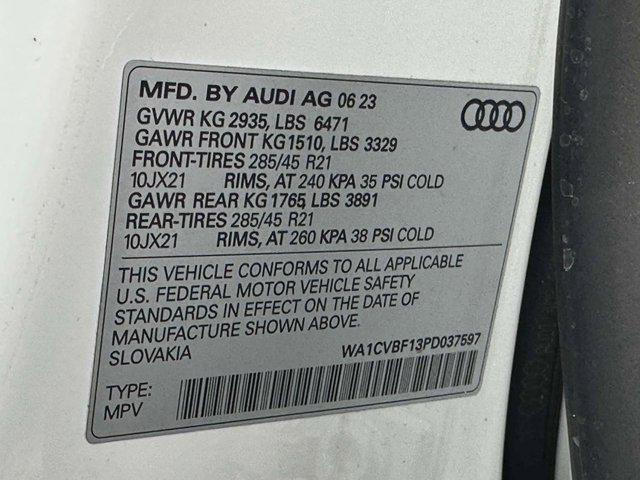 MFD. BY AUDI AG 06 23
GVWR KG 2935, LBS 6471
GAWR FRONT KG1510, LBS 3329
FRONT-TIRES 285/45 R21
10JX21 RIMS, AT 240 KPA 35 PSI COLD
GAWR REAR KG 1765, LBS 3891
REAR-TIRES 285/45 R21
10JX21 RIMS, AT 260 KPA 38 PSI COLD
THIS VEHICLE CONFORMS TO ALL APPLICABLE
U.S. FEDERAL MOTOR VEHICLE SAFETY
STANDARDS IN EFFECT ON THE DATE OF
MANUFACTURE SHOWN ABOVE.
SLOVAKIA WA1CVBF13PD037597
TYPE:
MPV